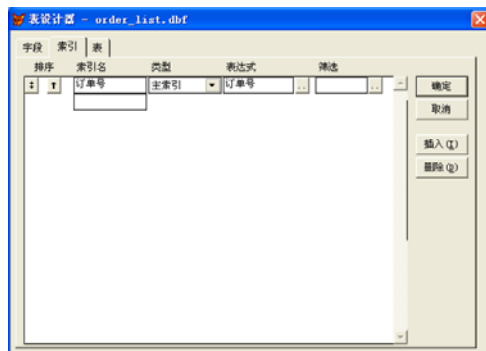 表设计器 - order_list.dbf
字段 索引 表
排序 索引名 类型 表达式 筛选
订单号 主索引 订单号
确定
取消
插入(I)
删除(D)